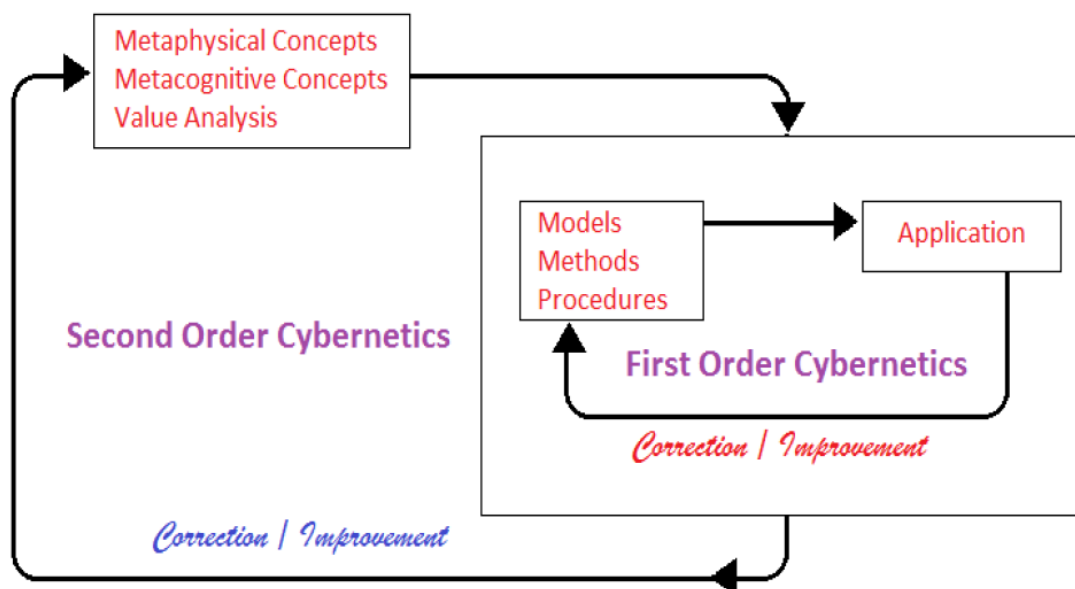 Metaphysical Concepts
Metacognitive Concepts
Value Analysis
Models
Methods
Procedures
Application
Second Order Cybernetics
First Order Cybernetics
Correction / Improvement
Correction / Improvement